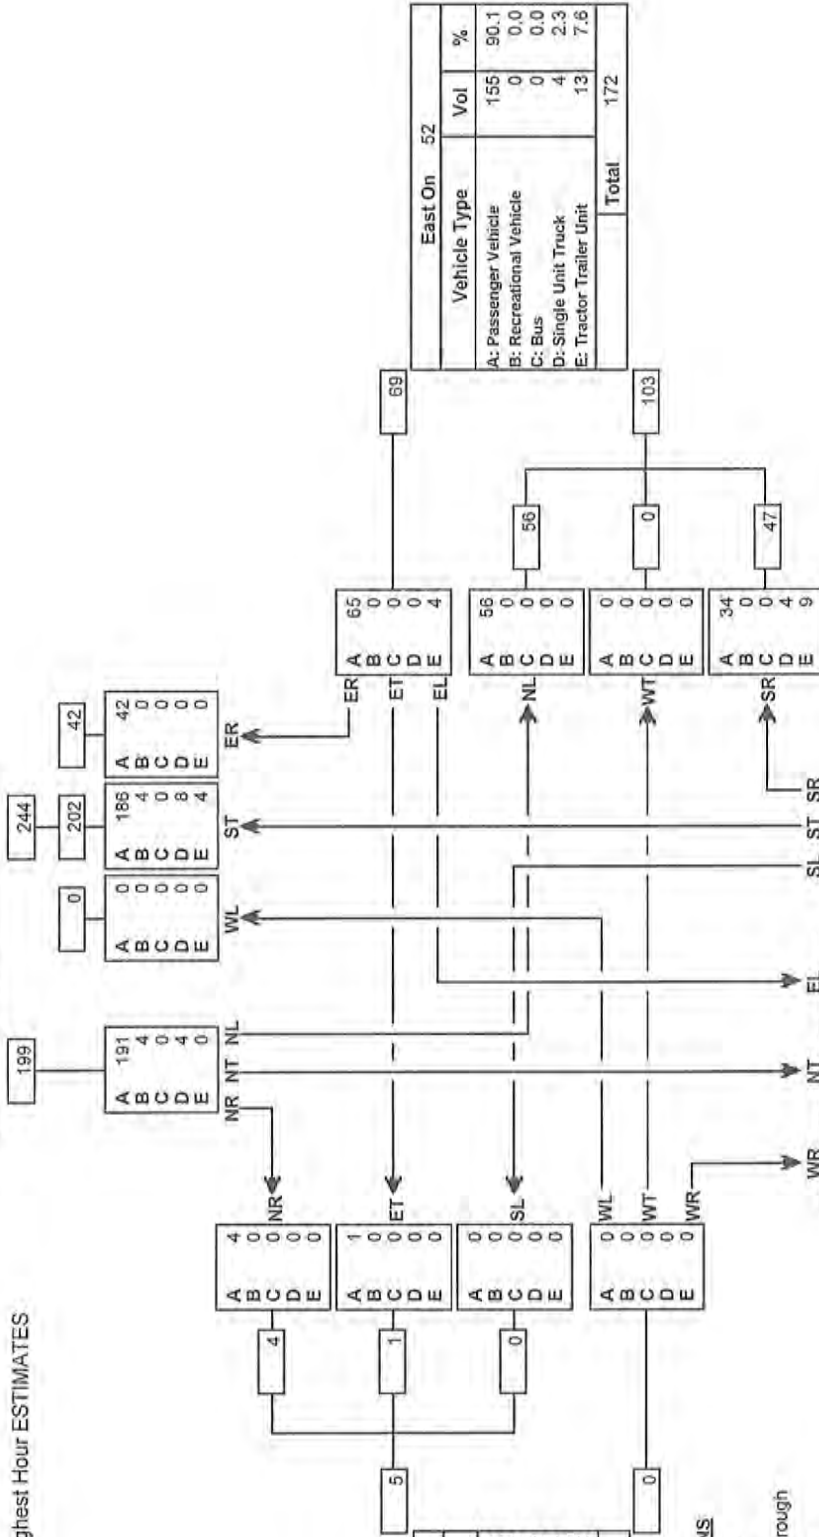 ghest Hour ESTIMATES
199
A 191
B 4
C 0
D 4
E 0
NR NT NL
0
A 0
B 0
C 0
D 0
E 0
WL
244
202
A 186
B 4
C 0
D 8
E 4
ST
42
A 42
B 0
C 0
D 0
E 0
ER
5
4
A 4
B 0
C 0
D 0
E 0
NR
1
A 1
B 0
C 0
D 0
E 0
ET
0
A 0
B 0
C 0
D 0
E 0
SL
0
A 0
B 0
C 0
D 0
E 0
WL
WT
WR
ER
ET
EL
A 65
B 0
C 0
D 0
E 4
69
NL
A 56
B 0
C 0
D 0
E 0
56
WT
A 0
B 0
C 0
D 0
E 0
0
103
SR
A 34
B 0
C 0
D 4
E 9
47
East On 52
Vehicle Type Vol %
A: Passenger Vehicle 155 90.1
B: Recreational Vehicle 0 0.0
C: Bus 0 0.0
D: Single Unit Truck 4 2.3
E: Tractor Trailer Unit 13 7.6
Total 172
WR NT EL SL ST SR
NS
rough